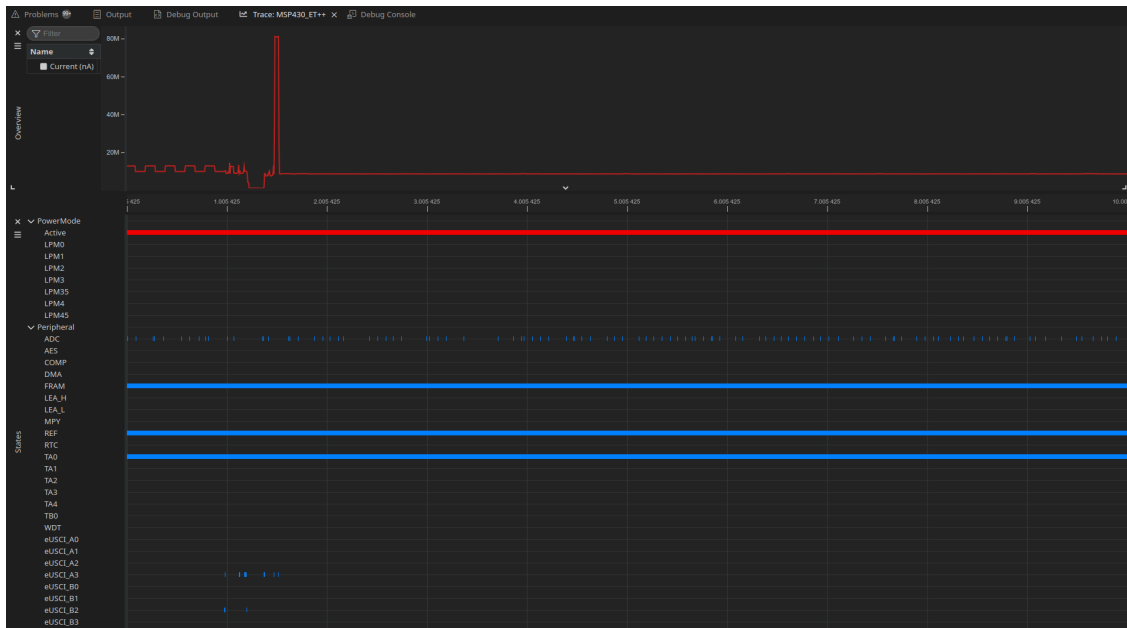 Problems 99+ Output Debug Output Trace: MSP430_ET++ Debug Console
Filter
Name
Current (nA)
Overview
80M
60M
40M
20M
1.005 425 2.005 425 3.005 425 4.005 425 5.005 425 6.005 425 7.005 425 8.005 425 9.005 425 10.00
PowerMode
Active
LPM0
LPM1
LPM2
LPM3
LPM35
LPM4
LPM45
Peripheral
ADC
AES
COMP
DMA
FRAM
LEA_H
LEA_L
MPY
States
REF
RTC
TA0
TA1
TA2
TA3
TA4
TB0
WDT
eUSCI_A0
eUSCI_A1
eUSCI_A2
eUSCI_A3
eUSCI_B0
eUSCI_B1
eUSCI_B2
eUSCI_B3